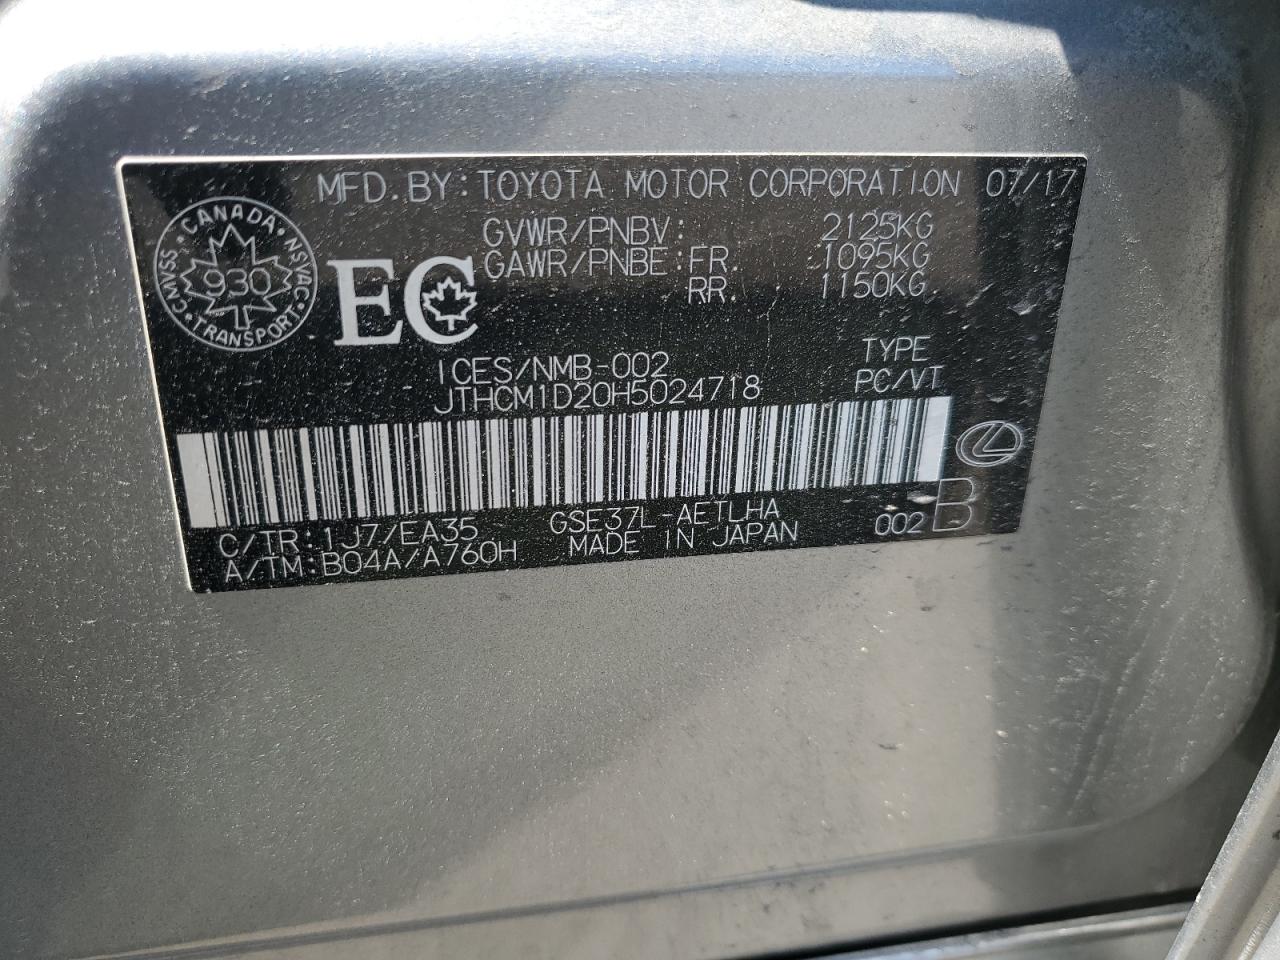 MFD.BY:TOYOTA MOTOR CORPORATION 07/17
CANADA
CMVSS NSVAC
930
TRANSPORT
EC
GVWR/PNBV: 2125KG
GAWR/PNBE:FR 1095KG
RR 1150KG
ICES/NMB-002 TYPE
JTHCM1D20H5024718 PC/VT
C/TR:1J7/EA35 GSE37L-AETLHA 002 B
A/TM:B04A/A760H MADE IN JAPAN